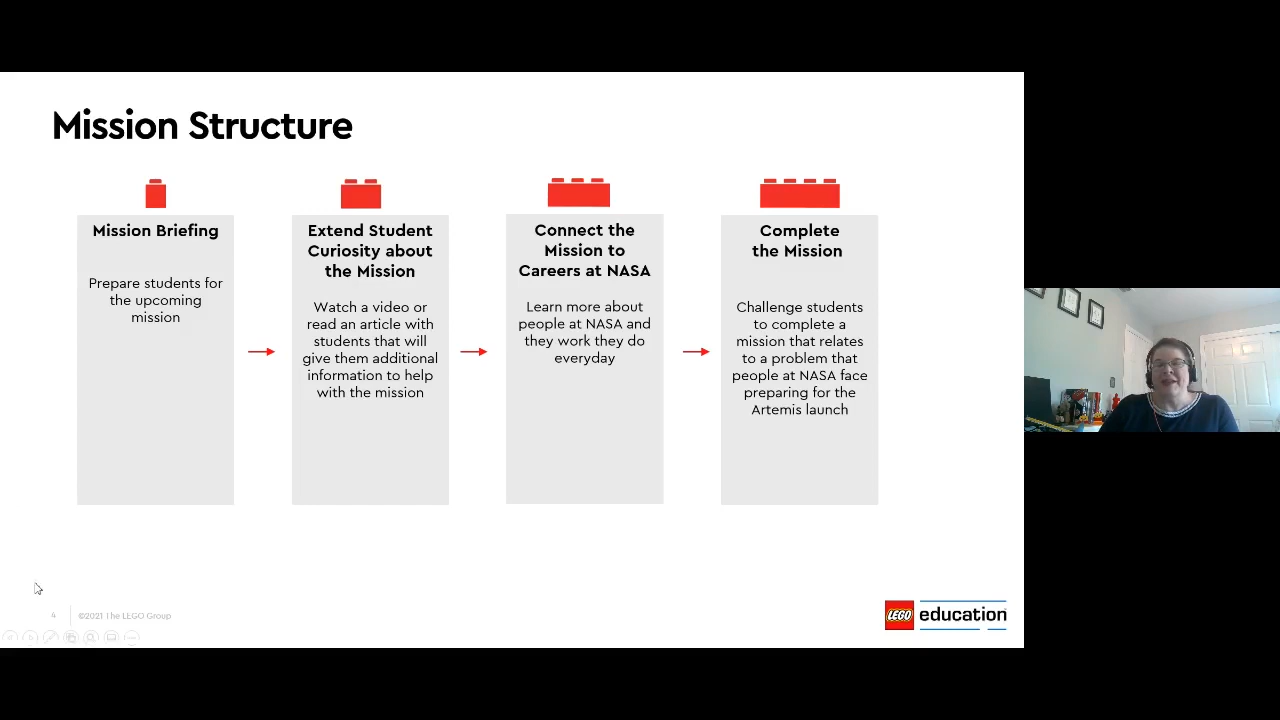 Mission Structure
Mission Briefing
Prepare students for
the upcoming
mission
Extend Student
Curiosity about
the Mission
Watch a video or
read an article with
students that will
give them additional
information to help
with the mission
Connect the
Mission to
Careers at NASA
Learn more about
people at NASA and
they work they do
everyday
Complete
the Mission
Challenge students
to complete a
mission that relates
to a problem that
people at NASA face
preparing for the
Artemis launch
4
©2021 The LEGO Group
LEGO education